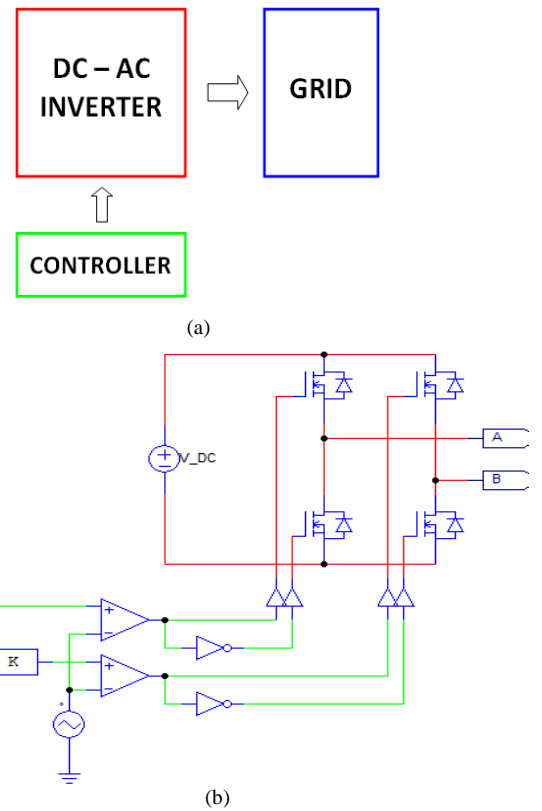 DC – AC
INVERTER
GRID
CONTROLLER
(a)
V_DC
A
B
K
(b)